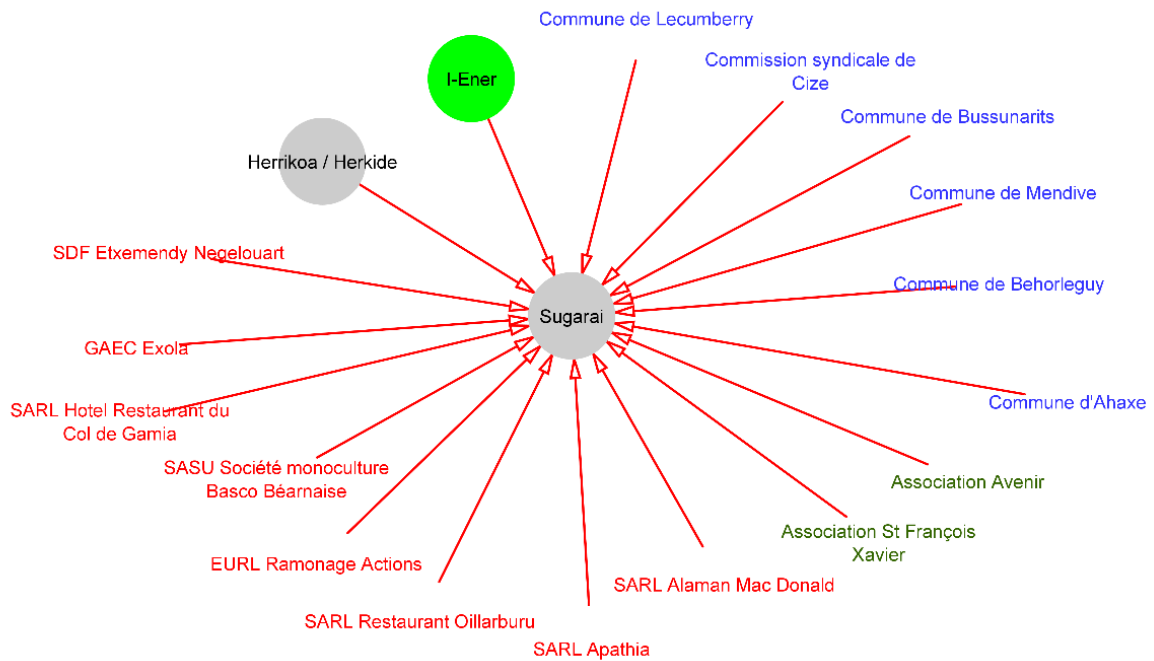 Commune de Lecumberry
Commission syndicale de
Cize
I-Ener
Commune de Bussunarits
Herrikoa / Herkide
Commune de Mendive
SDF Etxemendy Negelouart
Commune de Behorleguy
Sugarai
GAEC Exola
SARL Hotel Restaurant du
Col de Gamia
Commune d'Ahaxe
SASU Société monoculture
Basco Béarnaise
Association Avenir
Association St François
Xavier
EURL Ramonage Actions
SARL Alaman Mac Donald
SARL Restaurant Oillarburu
SARL Apathia